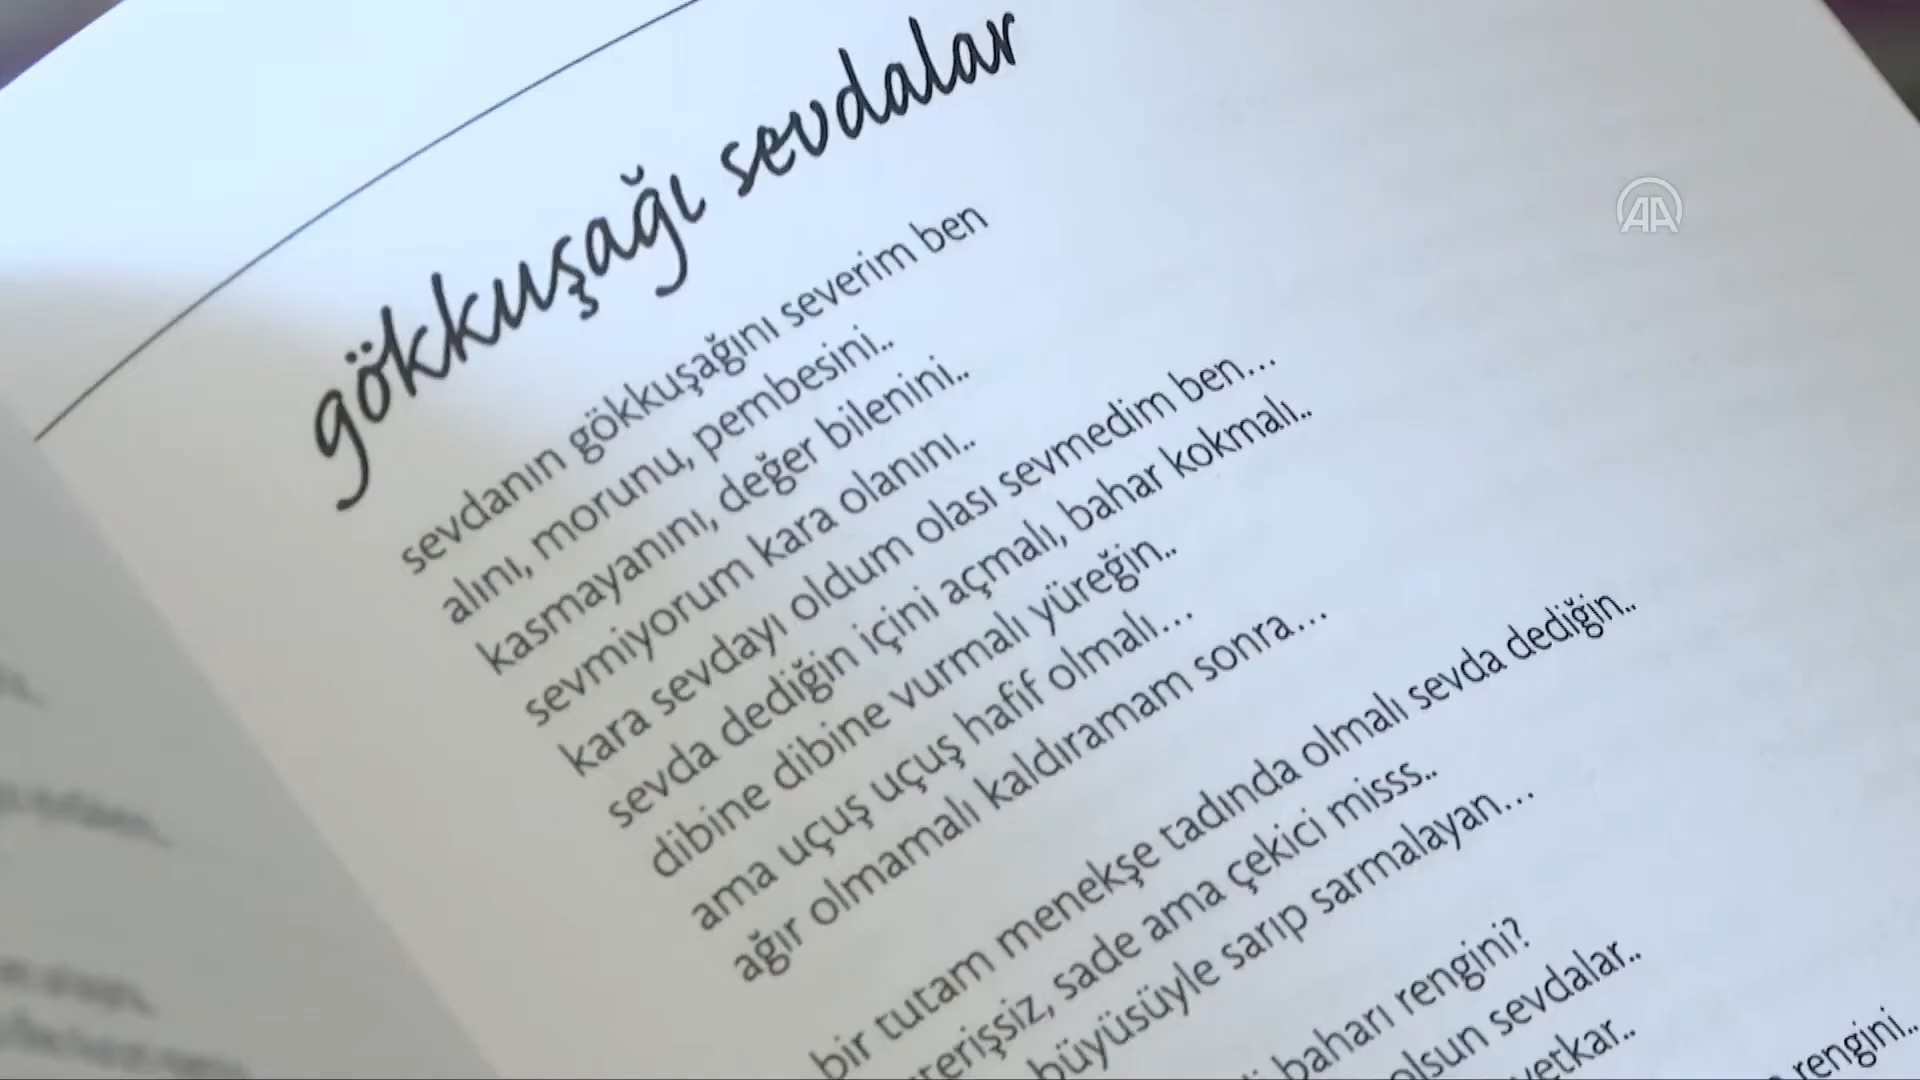 gökkuşağı sevdalar
AA
sevdanın gökkuşağını severim ben
alını, morunu, pembesini..
kasmayanını, değer bilenini..
sevmiyorum kara olanını..
kara sevdayı oldum olası sevmedim ben...
sevda dediğin içini açmalı, bahar kokmalı..
dibine dibine vurmalı yüreğin..
ama uçuş uçuş hafif olmalı...
ağır olmamalı kaldıramam sonra...
bir tutam menekşe tadında olmalı sevda dediğin..
sade ama çekici misss..
büyüsüyle sarıp sarmalayan...
baharı rengini?
olsun sevdalar..
rengini..